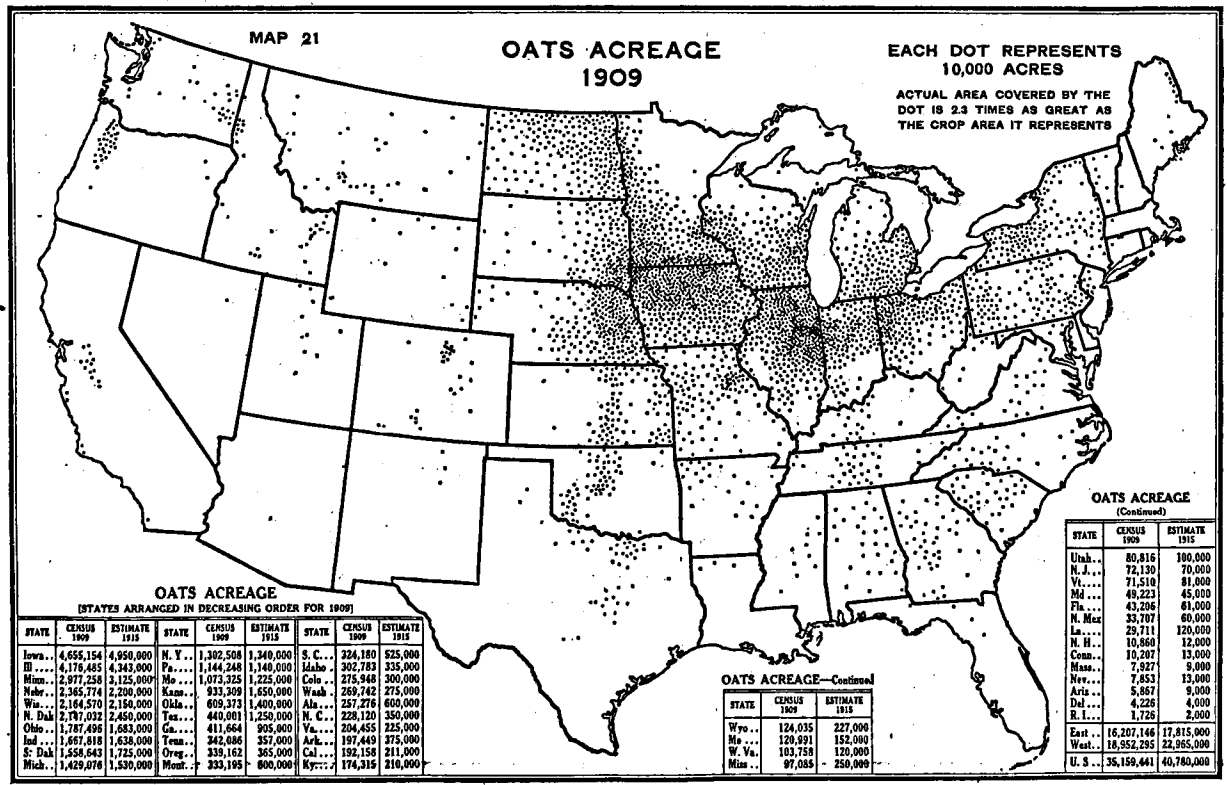 MAP 21
OATS ACREAGE
1909
EACH DOT REPRESENTS
10,000 ACRES
ACTUAL AREA COVERED BY THE
DOT IS 2.3 TIMES AS GREAT AS
THE CROP AREA IT REPRESENTS
OATS ACREAGE
[STATES ARRANGED IN DECREASING ORDER FOR 1909]
STATE CENSUS 1909 ESTIMATE 1915 STATE CENSUS 1909 ESTIMATE 1915 STATE CENSUS 1909 ESTIMATE 1915
Iowa.. 4,655,154 4,950,000 N. Y.. 1,302,508 1,340,000 S. C... 324,180 525,000
Ill .... 4,176,485 4,343,000 Pa.... 1,144,248 1,140,000 Idaho . 302,783 335,000
Minn.. 2,977,258 3,125,000 Mo ... 1,073,325 1,225,000 Colo .. 275,948 300,000
Nebr.. 2,365,774 2,200,000 Kans.. 933,309 1,650,000 Wash . 269,742 275,000
Wis... 2,164,570 2,150,000 Okla.. 609,373 1,400,000 Ala... 257,276 600,000
N. Dak 2,147,032 2,450,000 Tex... 440,001 1,250,000 N. C.. 228,120 350,000
Ohio.. 1,787,496 1,683,000 Ga.... 411,664 905,000 Va.... 204,455 225,000
Ind ... 1,667,818 1,638,000 Tenn.. 342,086 357,000 Ark... 197,449 375,000
S. Dak 1,558,643 1,725,000 Oreg.. 339,162 365,000 Cal ... 192,158 211,000
Mich.. 1,429,076 1,530,000 Mont.. 333,195 600,000 Ky.... 174,315 210,000
OATS ACREAGE—Continued
STATE CENSUS 1909 ESTIMATE 1915
Wyo .. 124,035 227,000
Me ... 120,991 152,000
W. Va. 103,758 120,000
Miss .. 97,085 250,000
OATS ACREAGE
(Continued)
STATE CENSUS 1909 ESTIMATE 1915
Utah.. 80,816 100,000
N. J... 72,130 70,000
Vt.... 71,510 81,000
Md ... 49,223 45,000
Fla ... 43,206 61,000
N. Mex 33,707 60,000
La.... 29,711 120,000
N. H.. 10,860 12,000
Conn.. 10,207 13,000
Mass.. 7,927 9,000
Nev... 7,853 13,000
Ariz .. 5,867 9,000
Del ... 4,226 4,000
R. I... 1,726 2,000
East .. 16,207,146 17,815,000
West.. 18,952,295 22,965,000
U. S .. 35,159,441 40,780,000